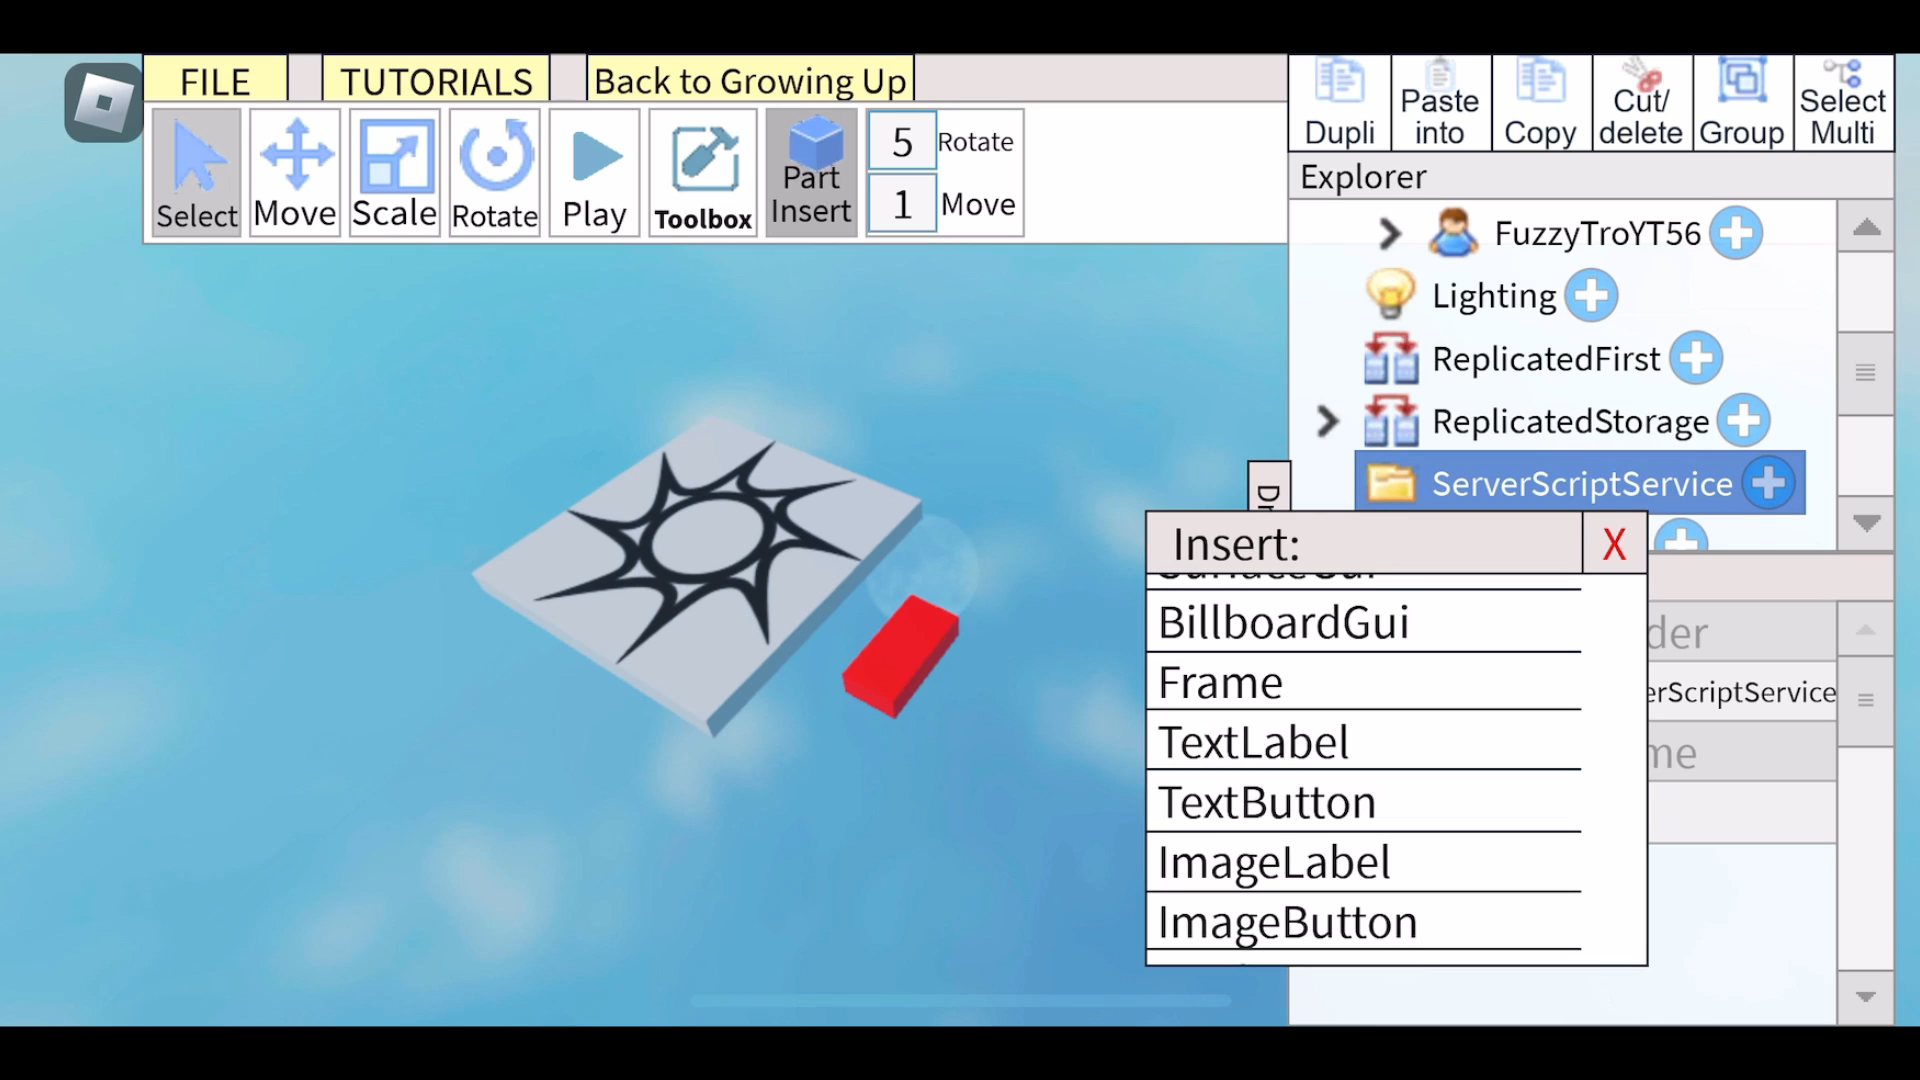 FILE
TUTORIALS
Back to Growing Up
Select
Move
Scale
Rotate
Play
Toolbox
Part
Insert
5
Rotate
1
Move
Dupli
Paste
into
Copy
Cut/
delete
Group
Select
Multi
Explorer
FuzzyTroYT56
Lighting
ReplicatedFirst
ReplicatedStorage
ServerScriptService
Insert:
X
BillboardGui
Frame
TextLabel
TextButton
ImageLabel
ImageButton
der
erScriptService
me